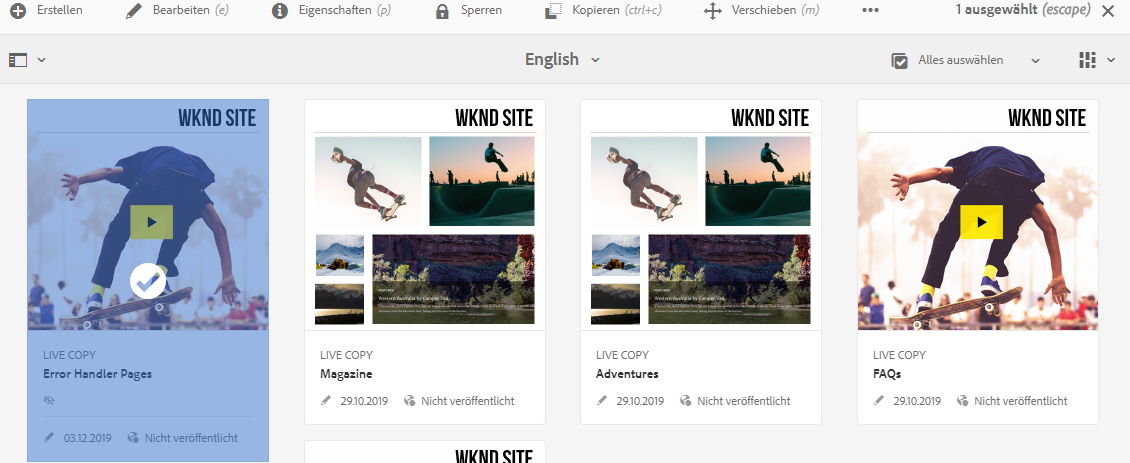 Erstellen Bearbeiten (e) Eigenschaften (p) Sperren Kopieren (ctrl+c) Verschieben (m) ••• 1 ausgewählt (escape)
English Alles auswählen
WKND SITE
LIVE COPY
Error Handler Pages
03.12.2019 Nicht veröffentlicht
WKND SITE
Western Australia by Camper Van
LIVE COPY
Magazine
29.10.2019 Nicht veröffentlicht
WKND SITE
Western Australia by Camper Van
LIVE COPY
Adventures
29.10.2019 Nicht veröffentlicht
WKND SITE
LIVE COPY
FAQs
29.10.2019 Nicht veröffentlicht
WKND SITE